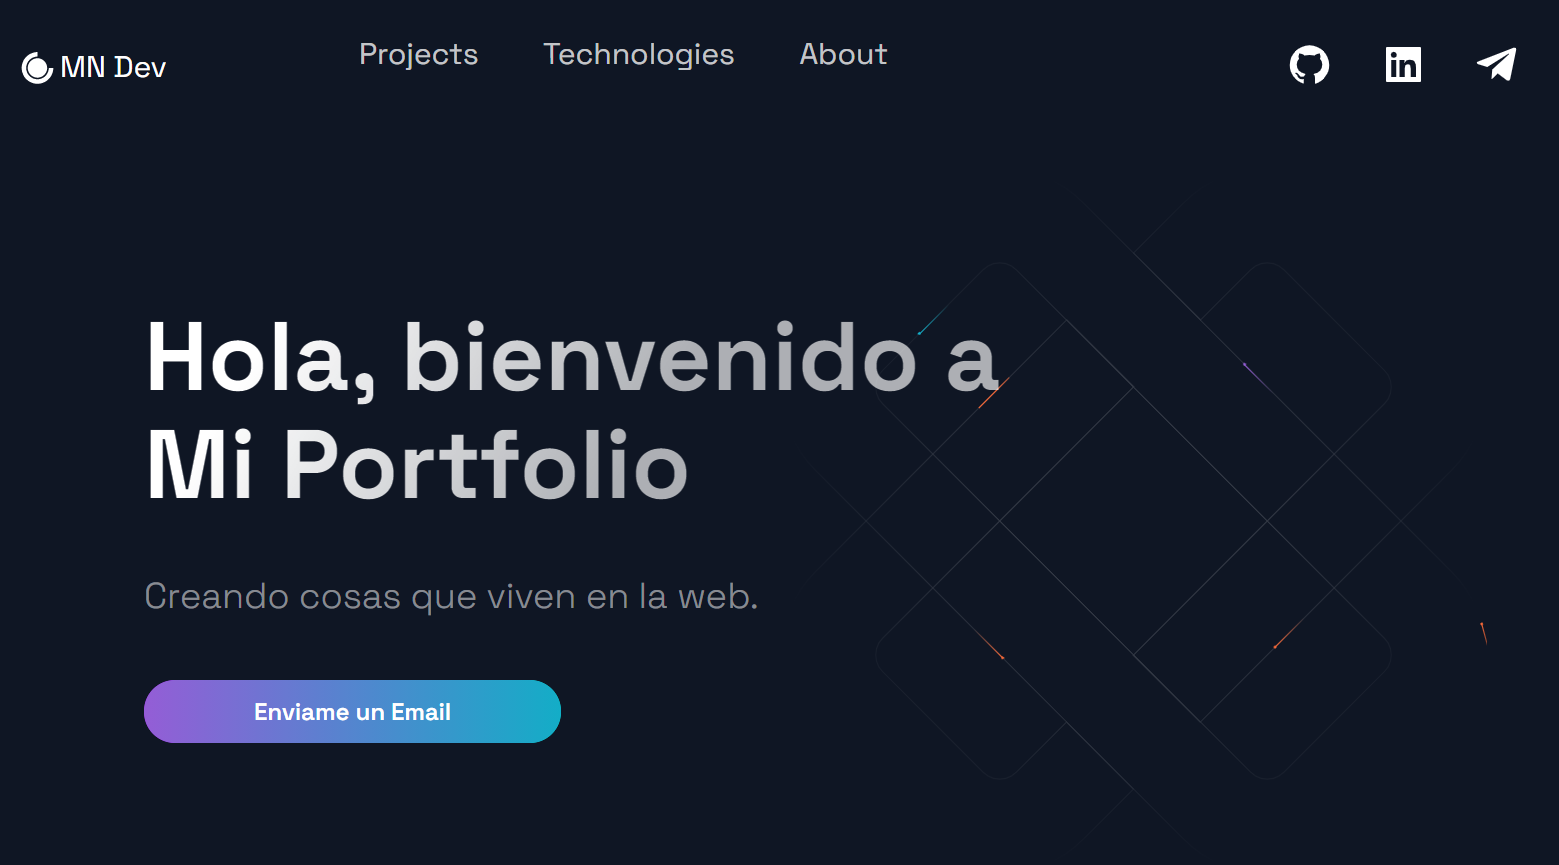 MN Dev
Projects
Technologies
About
Hola, bienvenido a
Mi Portfolio
Creando cosas que viven en la web.
Enviame un Email